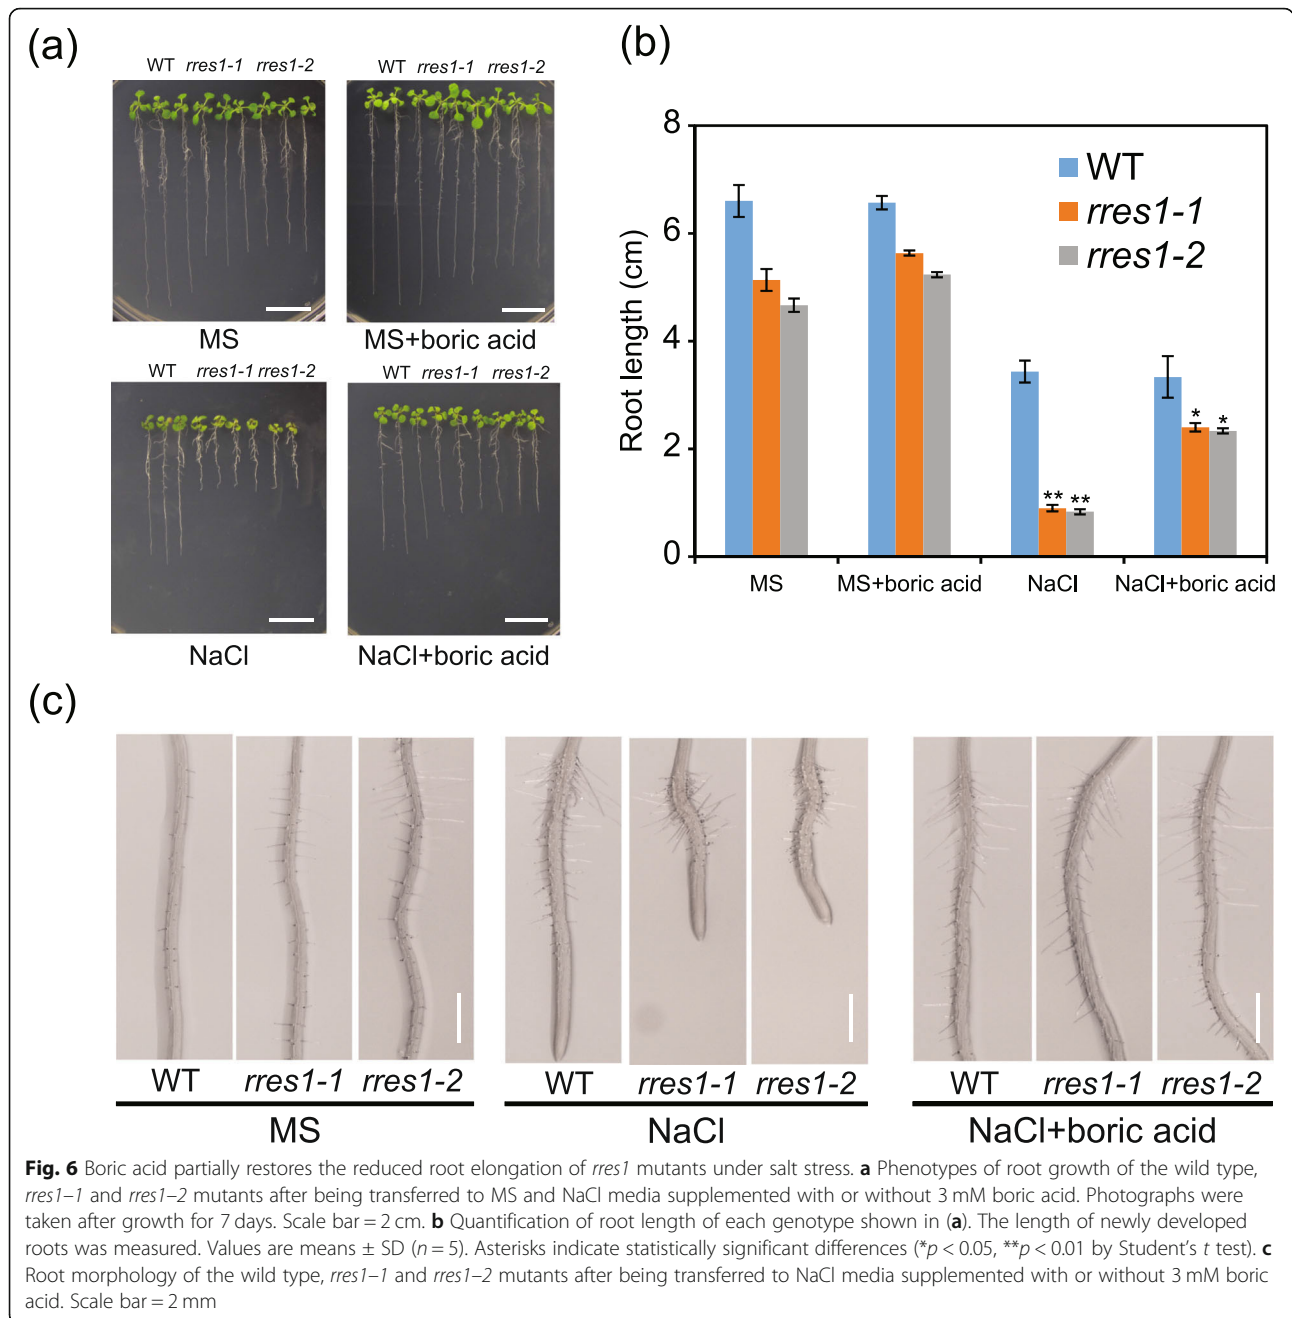 (a)
WT rres1-1 rres1-2
WT rres1-1 rres1-2
MS
MS+boric acid
WT rres1-1 rres1-2
WT rres1-1 rres1-2
NaCl
NaCl+boric acid
(b)
Root length (cm)
8
6
4
2
0
WT
rres1-1
rres1-2
** **
* *
MS
MS+boric acid
NaCl
NaCl+boric acid
(c)
WT rres1-1 rres1-2
MS
WT rres1-1 rres1-2
NaCl
WT rres1-1 rres1-2
NaCl+boric acid
Fig. 6 Boric acid partially restores the reduced root elongation of rres1 mutants under salt stress. a Phenotypes of root growth of the wild type,
rres1–1 and rres1–2 mutants after being transferred to MS and NaCl media supplemented with or without 3 mM boric acid. Photographs were
taken after growth for 7 days. Scale bar = 2 cm. b Quantification of root length of each genotype shown in (a). The length of newly developed
roots was measured. Values are means ± SD (n = 5). Asterisks indicate statistically significant differences (*p < 0.05, **p < 0.01 by Student's t test). c
Root morphology of the wild type, rres1–1 and rres1–2 mutants after being transferred to NaCl media supplemented with or without 3 mM boric
acid. Scale bar = 2 mm